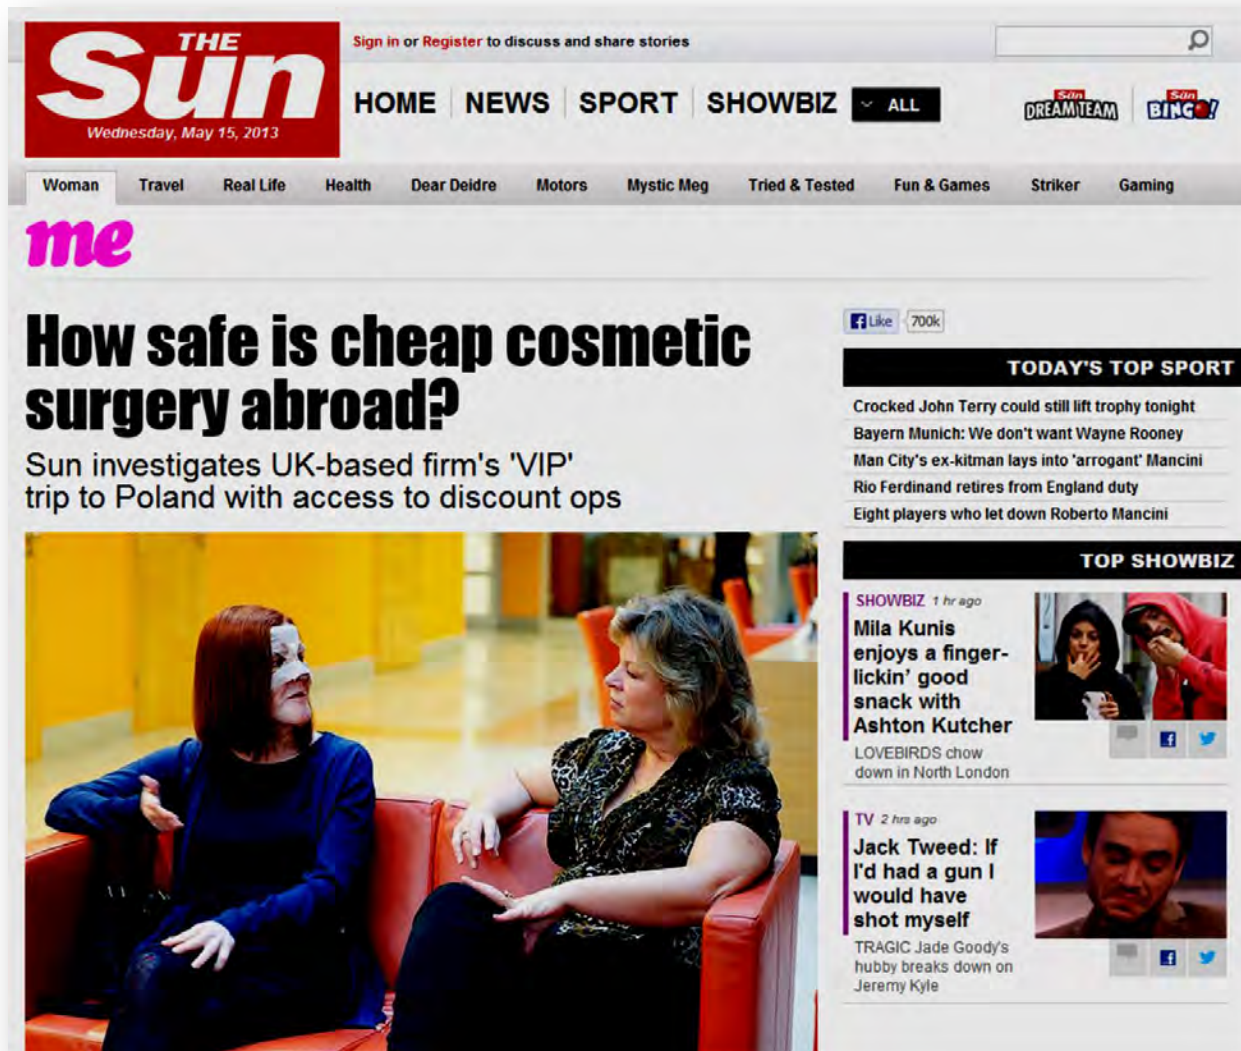 THE
Sun
Wednesday, May 15, 2013
Sign in or Register to discuss and share stories
HOME NEWS SPORT SHOWBIZ ALL
Sun
DREAM TEAM
Sun
BINGO!
Woman Travel Real Life Health Dear Deidre Motors Mystic Meg Tried & Tested Fun & Games Striker Gaming
me
How safe is cheap cosmetic
surgery abroad?
Sun investigates UK-based firm's 'VIP'
trip to Poland with access to discount ops
f Like 700k
TODAY'S TOP SPORT
Crocked John Terry could still lift trophy tonight
Bayern Munich: We don't want Wayne Rooney
Man City's ex-kitman lays into 'arrogant' Mancini
Rio Ferdinand retires from England duty
Eight players who let down Roberto Mancini
TOP SHOWBIZ
SHOWBIZ 1 hr ago
Mila Kunis
enjoys a finger-
lickin' good
snack with
Ashton Kutcher
LOVEBIRDS chow
down in North London
f
TV 2 hrs ago
Jack Tweed: If
I'd had a gun I
would have
shot myself
TRAGIC Jade Goody's
hubby breaks down on
Jeremy Kyle
f